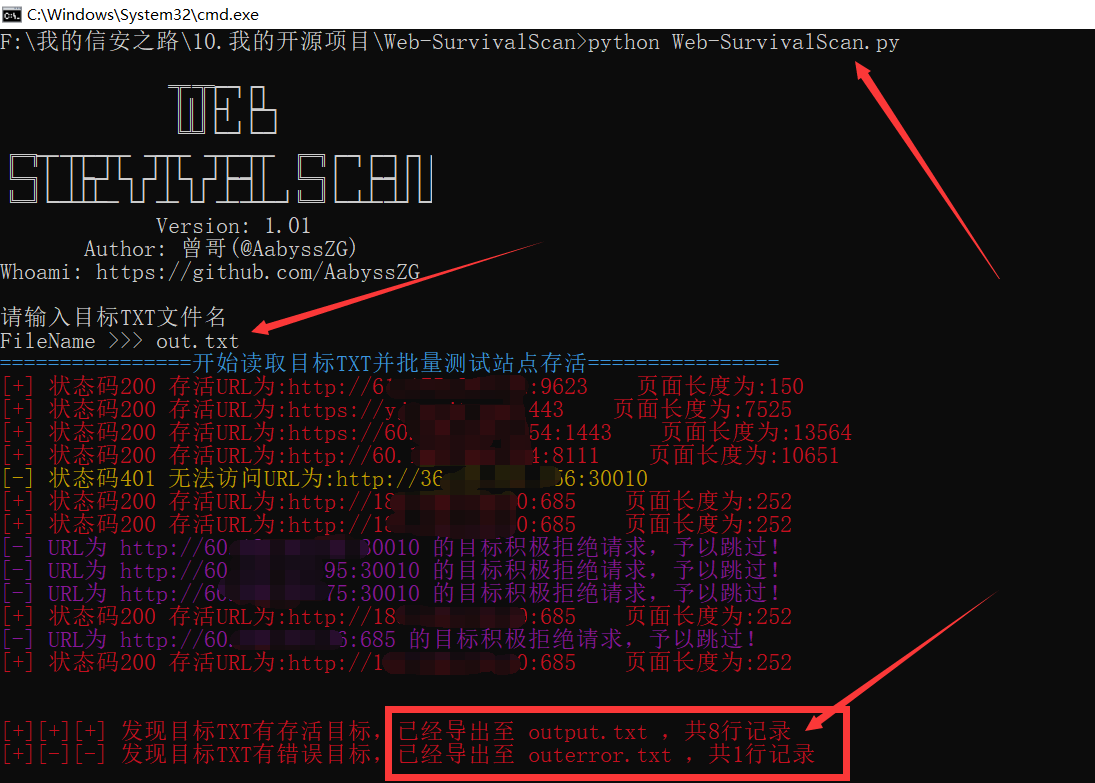 C:\Windows\System32\cmd.exe
F:\我的信安之路\10.我的开源项目\Web-SurvivalScan>python Web-SurvivalScan.py
WEB
SURVIVALSCAN
Version: 1.01
Author: 曾哥(@AabyssZG)
Whoami: https://github.com/AabyssZG
请输入目标TXT文件名
FileName >>> out.txt
================开始读取目标TXT并批量测试站点存活================
[+] 状态码200 存活URL为:http://6 :9623 页面长度为:150
[+] 状态码200 存活URL为:https://y 443 页面长度为:7525
[+] 状态码200 存活URL为:https://60. 54:1443 页面长度为:13564
[+] 状态码200 存活URL为:http://60. 4:8111 页面长度为:10651
[-] 状态码401 无法访问URL为:http://36 56:30010
[+] 状态码200 存活URL为:http://18 0:685 页面长度为:252
[+] 状态码200 存活URL为:http://1 0:685 页面长度为:252
[-] URL为 http://60 30010 的目标积极拒绝请求，予以跳过！
[-] URL为 http://60 95:30010 的目标积极拒绝请求，予以跳过！
[-] URL为 http://60 75:30010 的目标积极拒绝请求，予以跳过！
[+] 状态码200 存活URL为:http://18 0:685 页面长度为:252
[-] URL为 http://60. 6:685 的目标积极拒绝请求，予以跳过！
[+] 状态码200 存活URL为:http://1 0:685 页面长度为:252
[+][+][+] 发现目标TXT有存活目标，已经导出至 output.txt ，共8行记录
[+][-][-] 发现目标TXT有错误目标，已经导出至 outerror.txt ，共1行记录